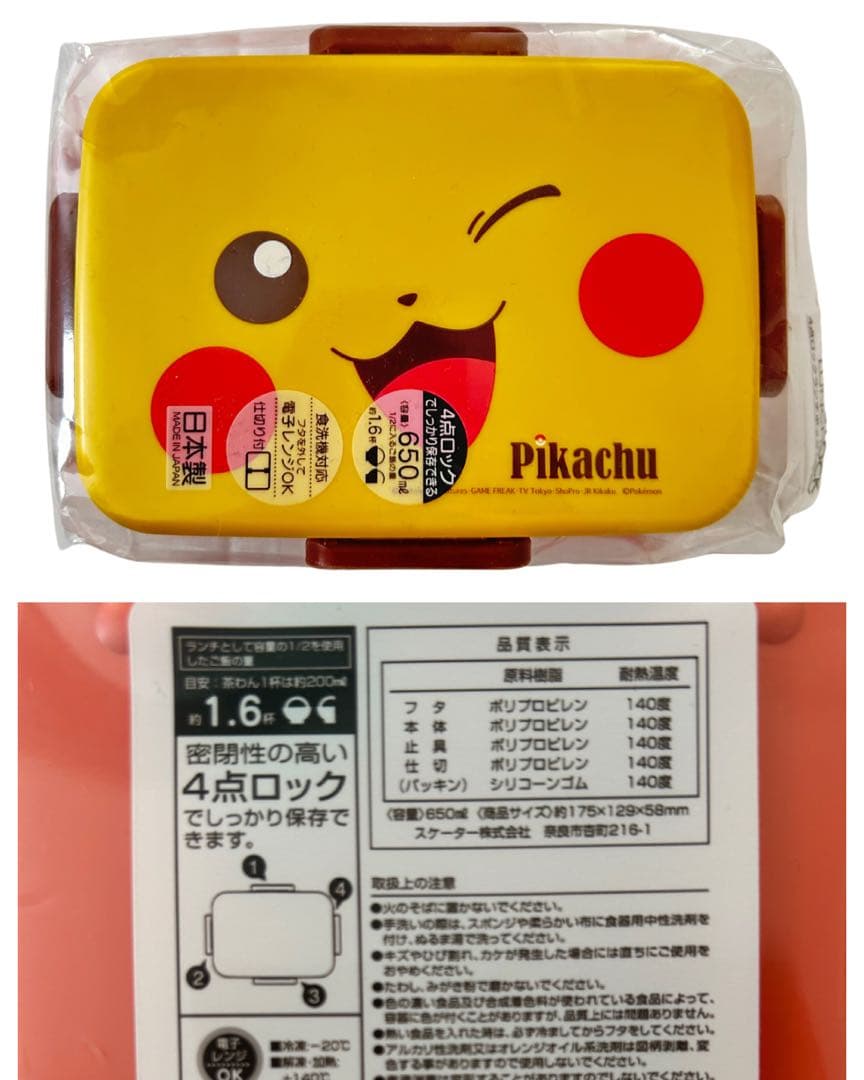 日本製
MADE IN JAPAN
食洗機対応
フタを外して
電子レンジOK
仕切り付
4点ロック
でしっかり保存できる
〈容量〉650㎖
1/2に入るご飯の量
約1.6杯
Pikachu
・GAME FREAK・TV Tokyo・ShoPro・JR Kikaku ©Pokémon
ランチとして容量の1/2を使用
したご飯の量
目安：茶わん1杯は約200㎖
約1.6杯
密閉性の高い
4点ロック
でしっかり保存で
きます。
1
4
2
3
電子
レンジ
OK
■冷凍:-20℃
■解凍・加熱:
+140℃
品質表示
原料樹脂 耐熱温度
フタ ポリプロピレン 140度
本体 ポリプロピレン 140度
止具 ポリプロピレン 140度
仕切 ポリプロピレン 140度
(パッキン) シリコーンゴム 140度
〈容量〉650㎖ 〈商品サイズ〉約175×129×58mm
スケーター株式会社 奈良市杏町216-1
取扱上の注意
●火のそばに置かないでください。
●手洗いの際は、スポンジや柔らかい布に食器用中性洗剤を
付け、ぬるま湯で洗ってください。
●キズやひび割れ、カケが発生した場合には直ちにご使用を
おやめください。
●たわし、みがき粉で磨かないでください。
●色の濃い食品及び合成着色料が使われている食品によって、
容器に色が付くことがありますが、品質上には問題ありません。
●熱い食品を入れた時は、必ず冷ましてからフタをしてください。
●アルカリ性洗剤又はオレンジオイル系洗剤は図柄剥離、変
色する事がありますので使用しないでください。